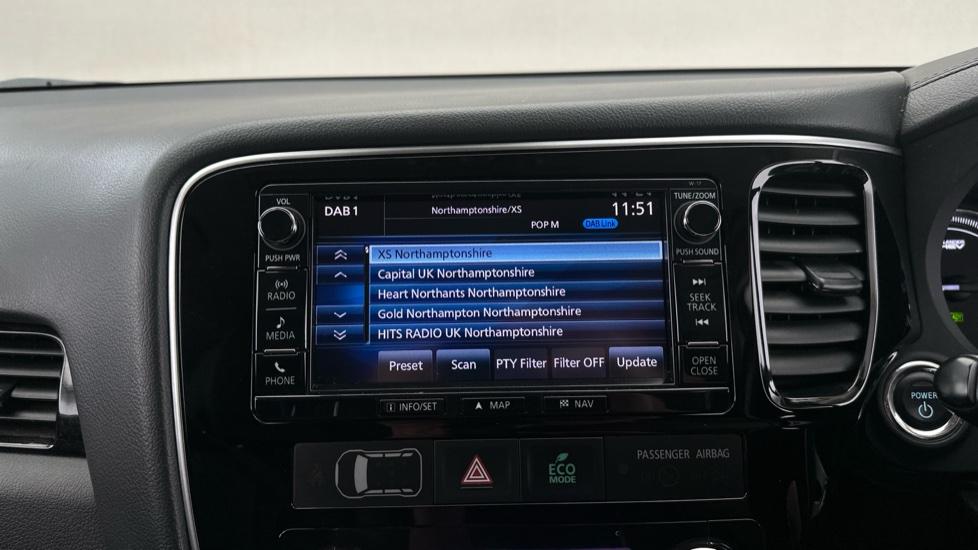 W-17
VOL
TUNE/ZOOM
DAB 1
Northamptonshire/XS
11:51
POP M
DAB Link
PUSH PWR
PUSH SOUND
XS Northamptonshire
Capital UK Northamptonshire
Heart Northants Northamptonshire
Gold Northampton Northamptonshire
HITS RADIO UK Northamptonshire
RADIO
MEDIA
PHONE
SEEK
TRACK
OPEN
CLOSE
Preset
Scan
PTY Filter
Filter OFF
Update
INFO/SET
MAP
NAV
POWER
ECO
MODE
PASSENGER AIRBAG